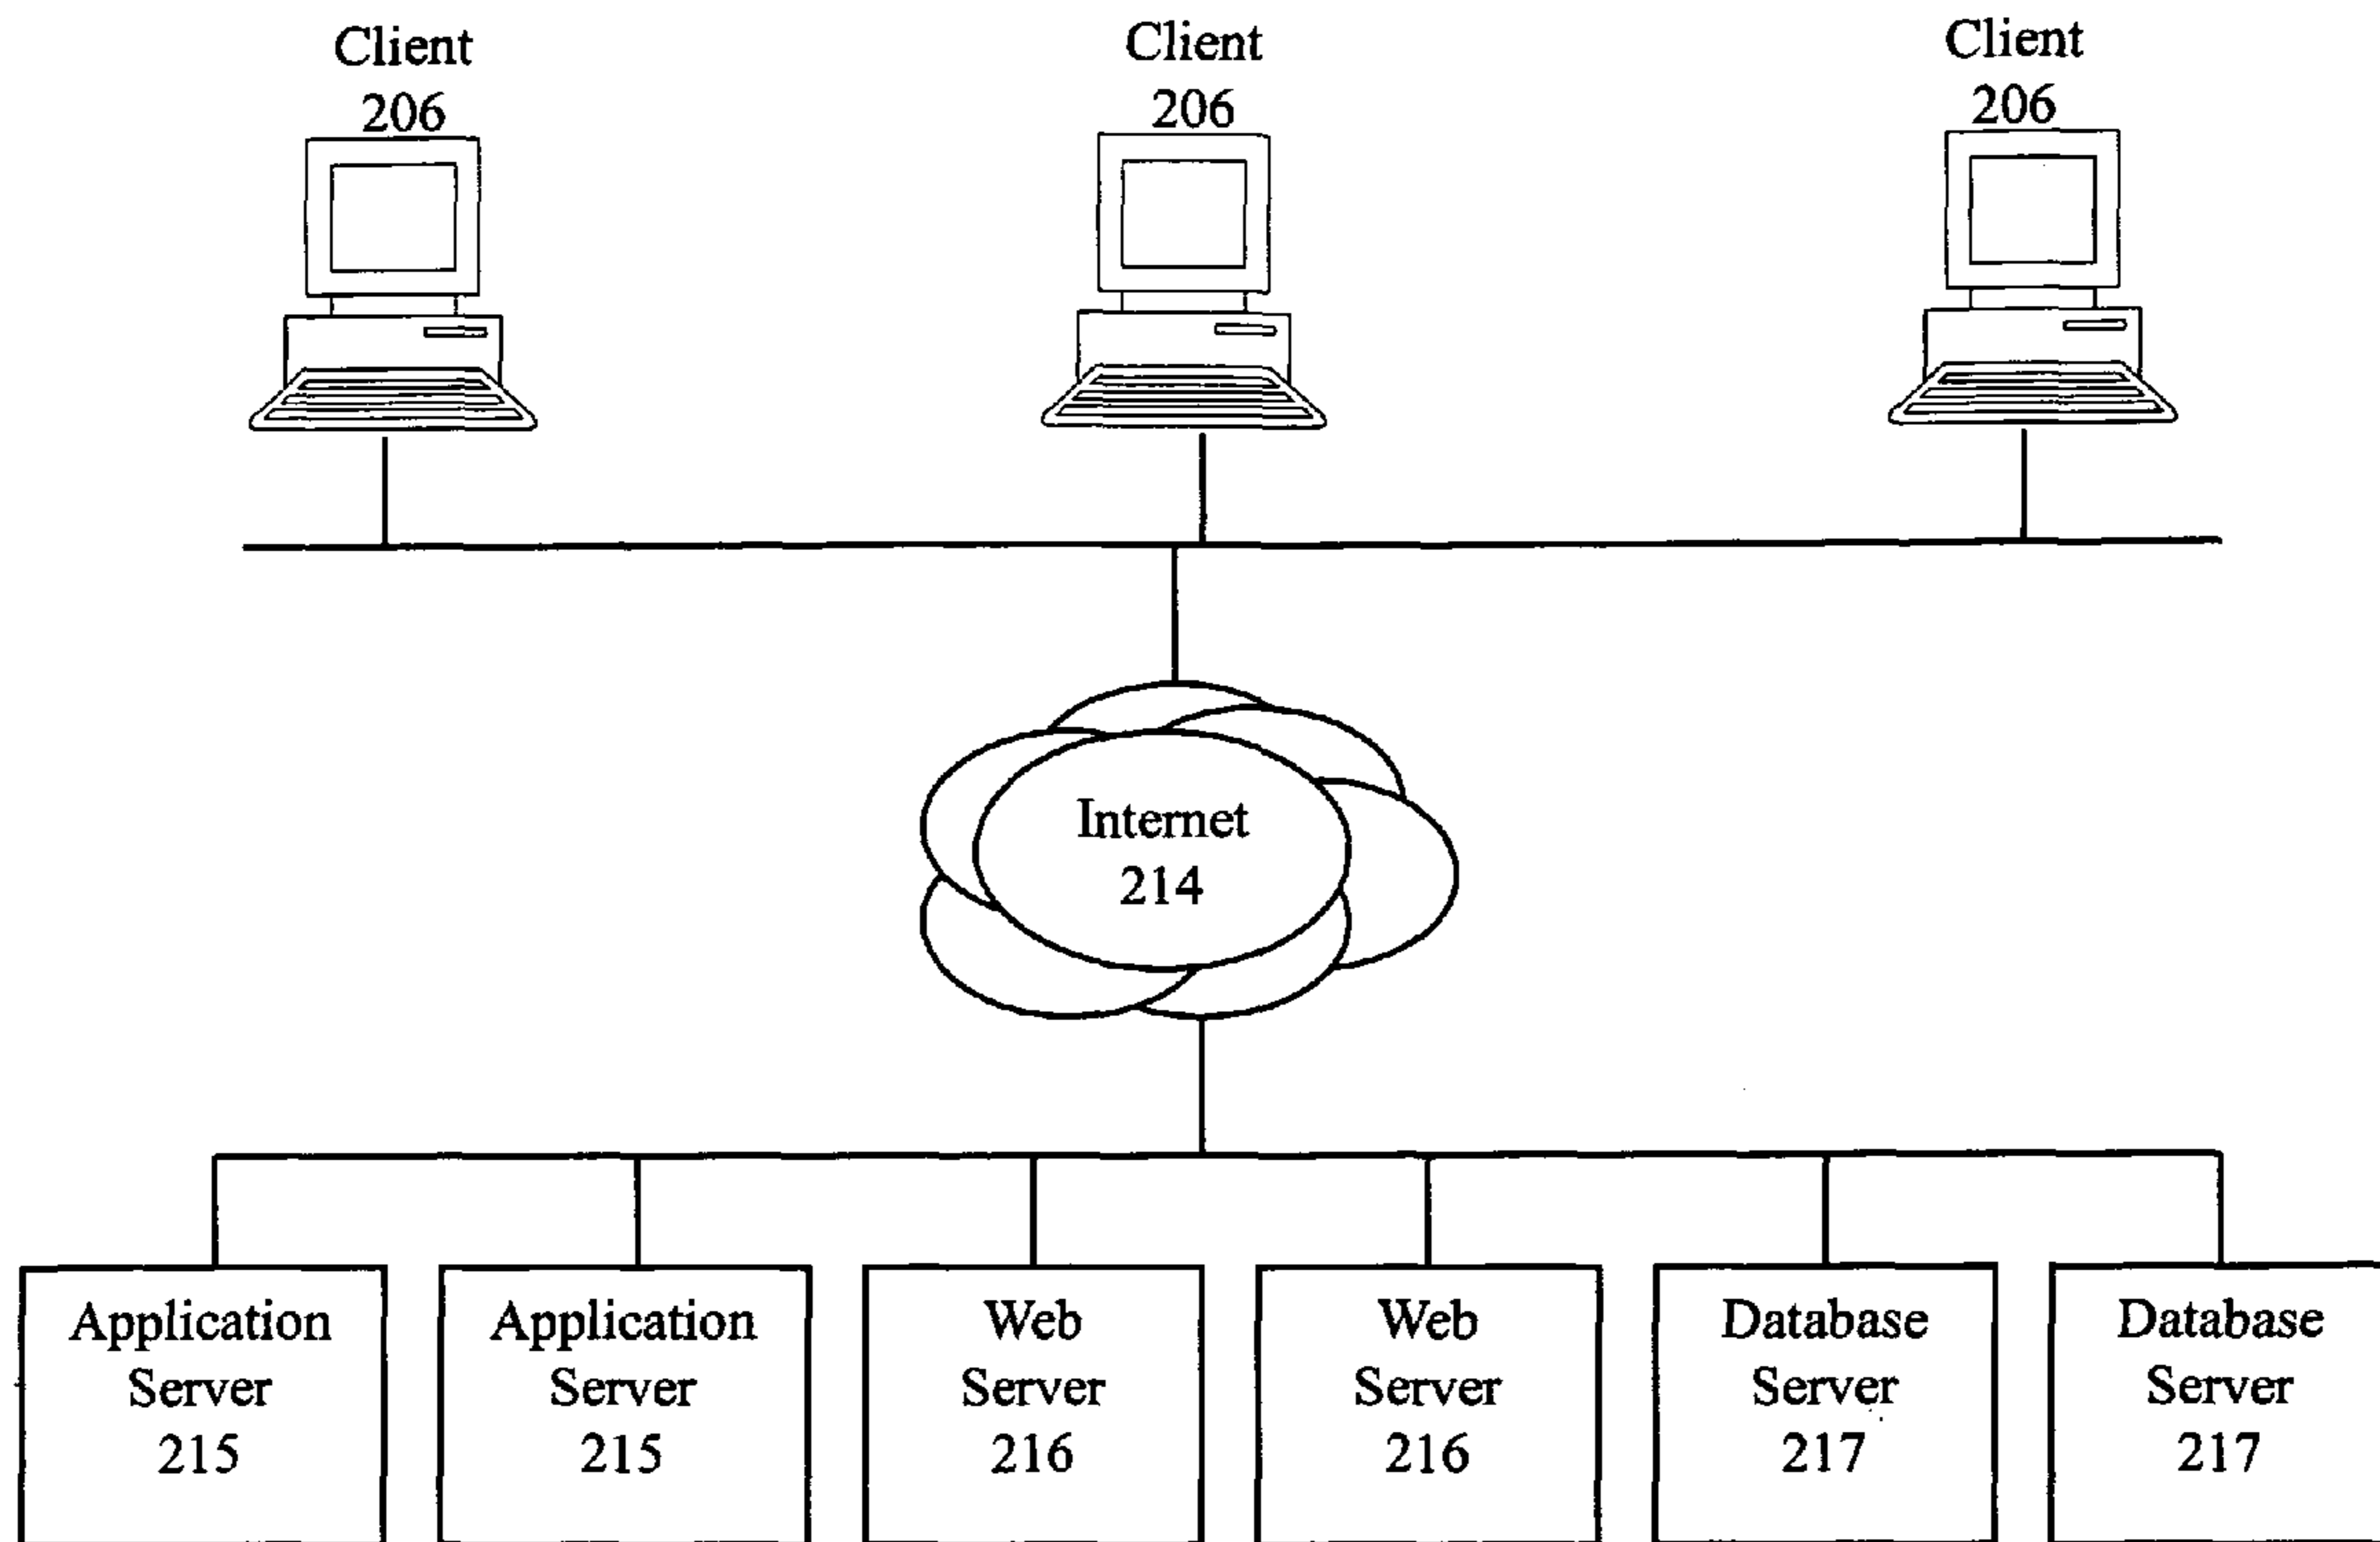 Client
206
Client
206
Client
206
Internet
214
Application
Server
215
Application
Server
215
Web
Server
216
Web
Server
216
Database
Server
217
Database
Server
217